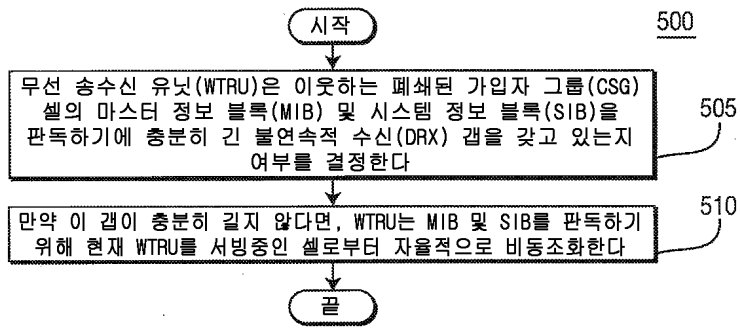 시작
500
무선 송수신 유닛(WTRU)은 이웃하는 폐쇄된 가입자 그룹(CSG)
셀의 마스터 정보 블록(MIB) 및 시스템 정보 블록(SIB)을
판독하기에 충분히 긴 불연속적 수신(DRX) 갭을 갖고 있는지
여부를 결정한다
505
만약 이 갭이 충분히 길지 않다면, WTRU는 MIB 및 SIB를 판독하기
위해 현재 WTRU를 서빙중인 셀로부터 자율적으로 비동조화한다
510
끝